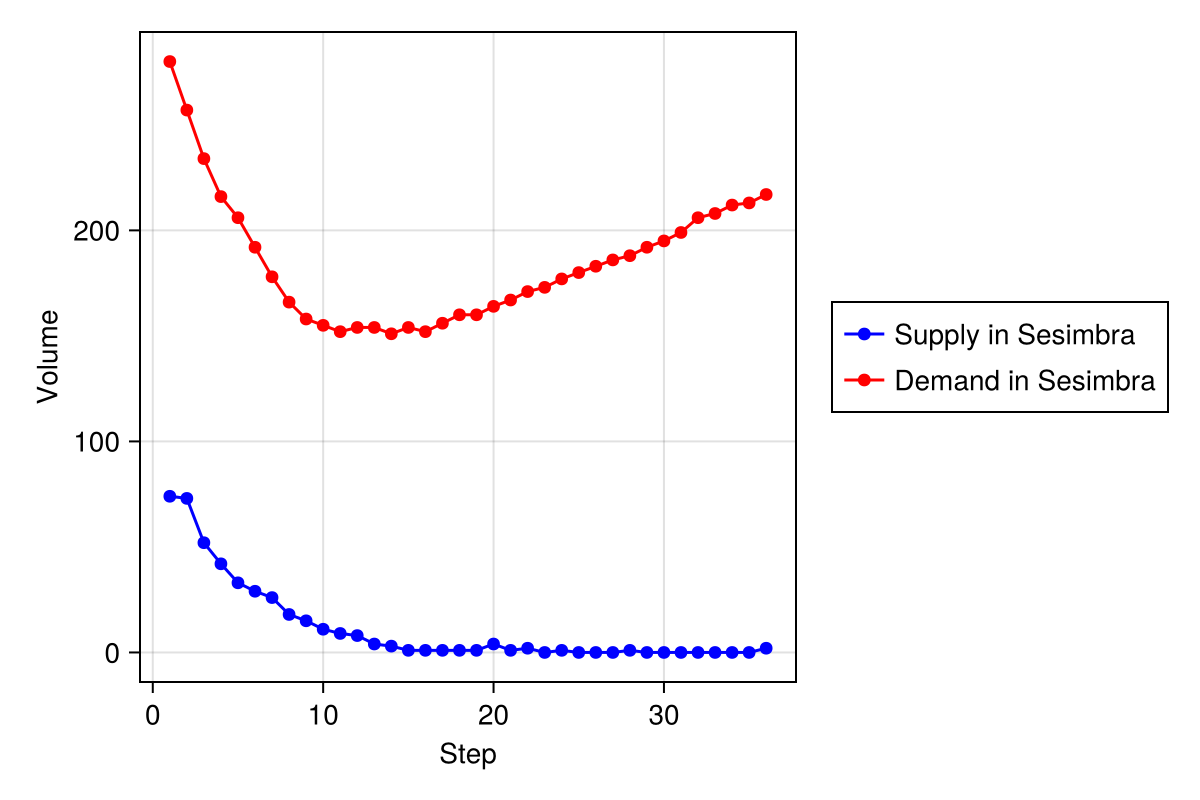 200
100
0
Volume
0 10 20 30
Step
Supply in Sesimbra
Demand in Sesimbra